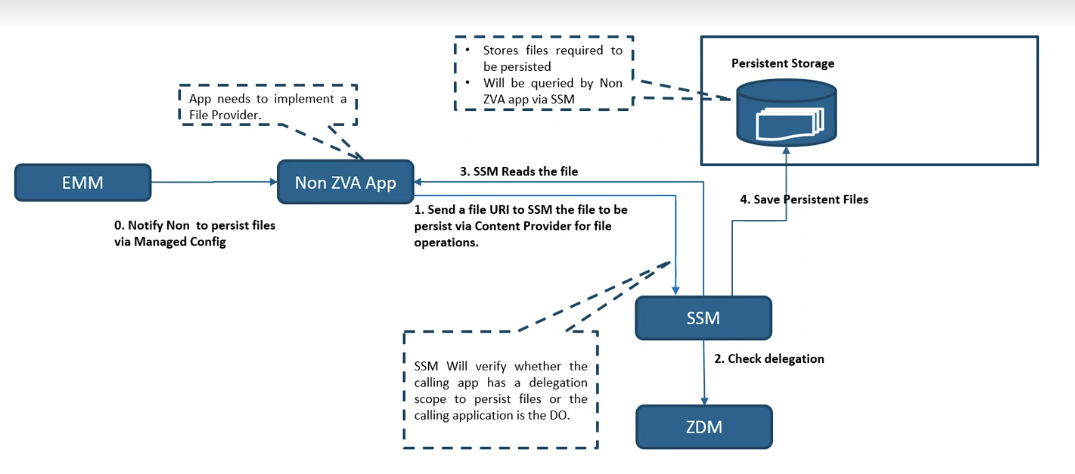 • Stores files required to
be persisted
• Will be queried by Non
ZVA app via SSM
Persistent Storage
App needs to implement a
File Provider.
EMM
Non ZVA App
3. SSM Reads the file
4. Save Persistent Files
0. Notify Non  to persist files
via Managed Config
1. Send a file URI to SSM the file to be
persist via Content Provider for file
operations.
SSM
SSM Will verify whether the
calling app has a delegation
scope to persist files or the
calling application is the DO.
2. Check delegation
ZDM